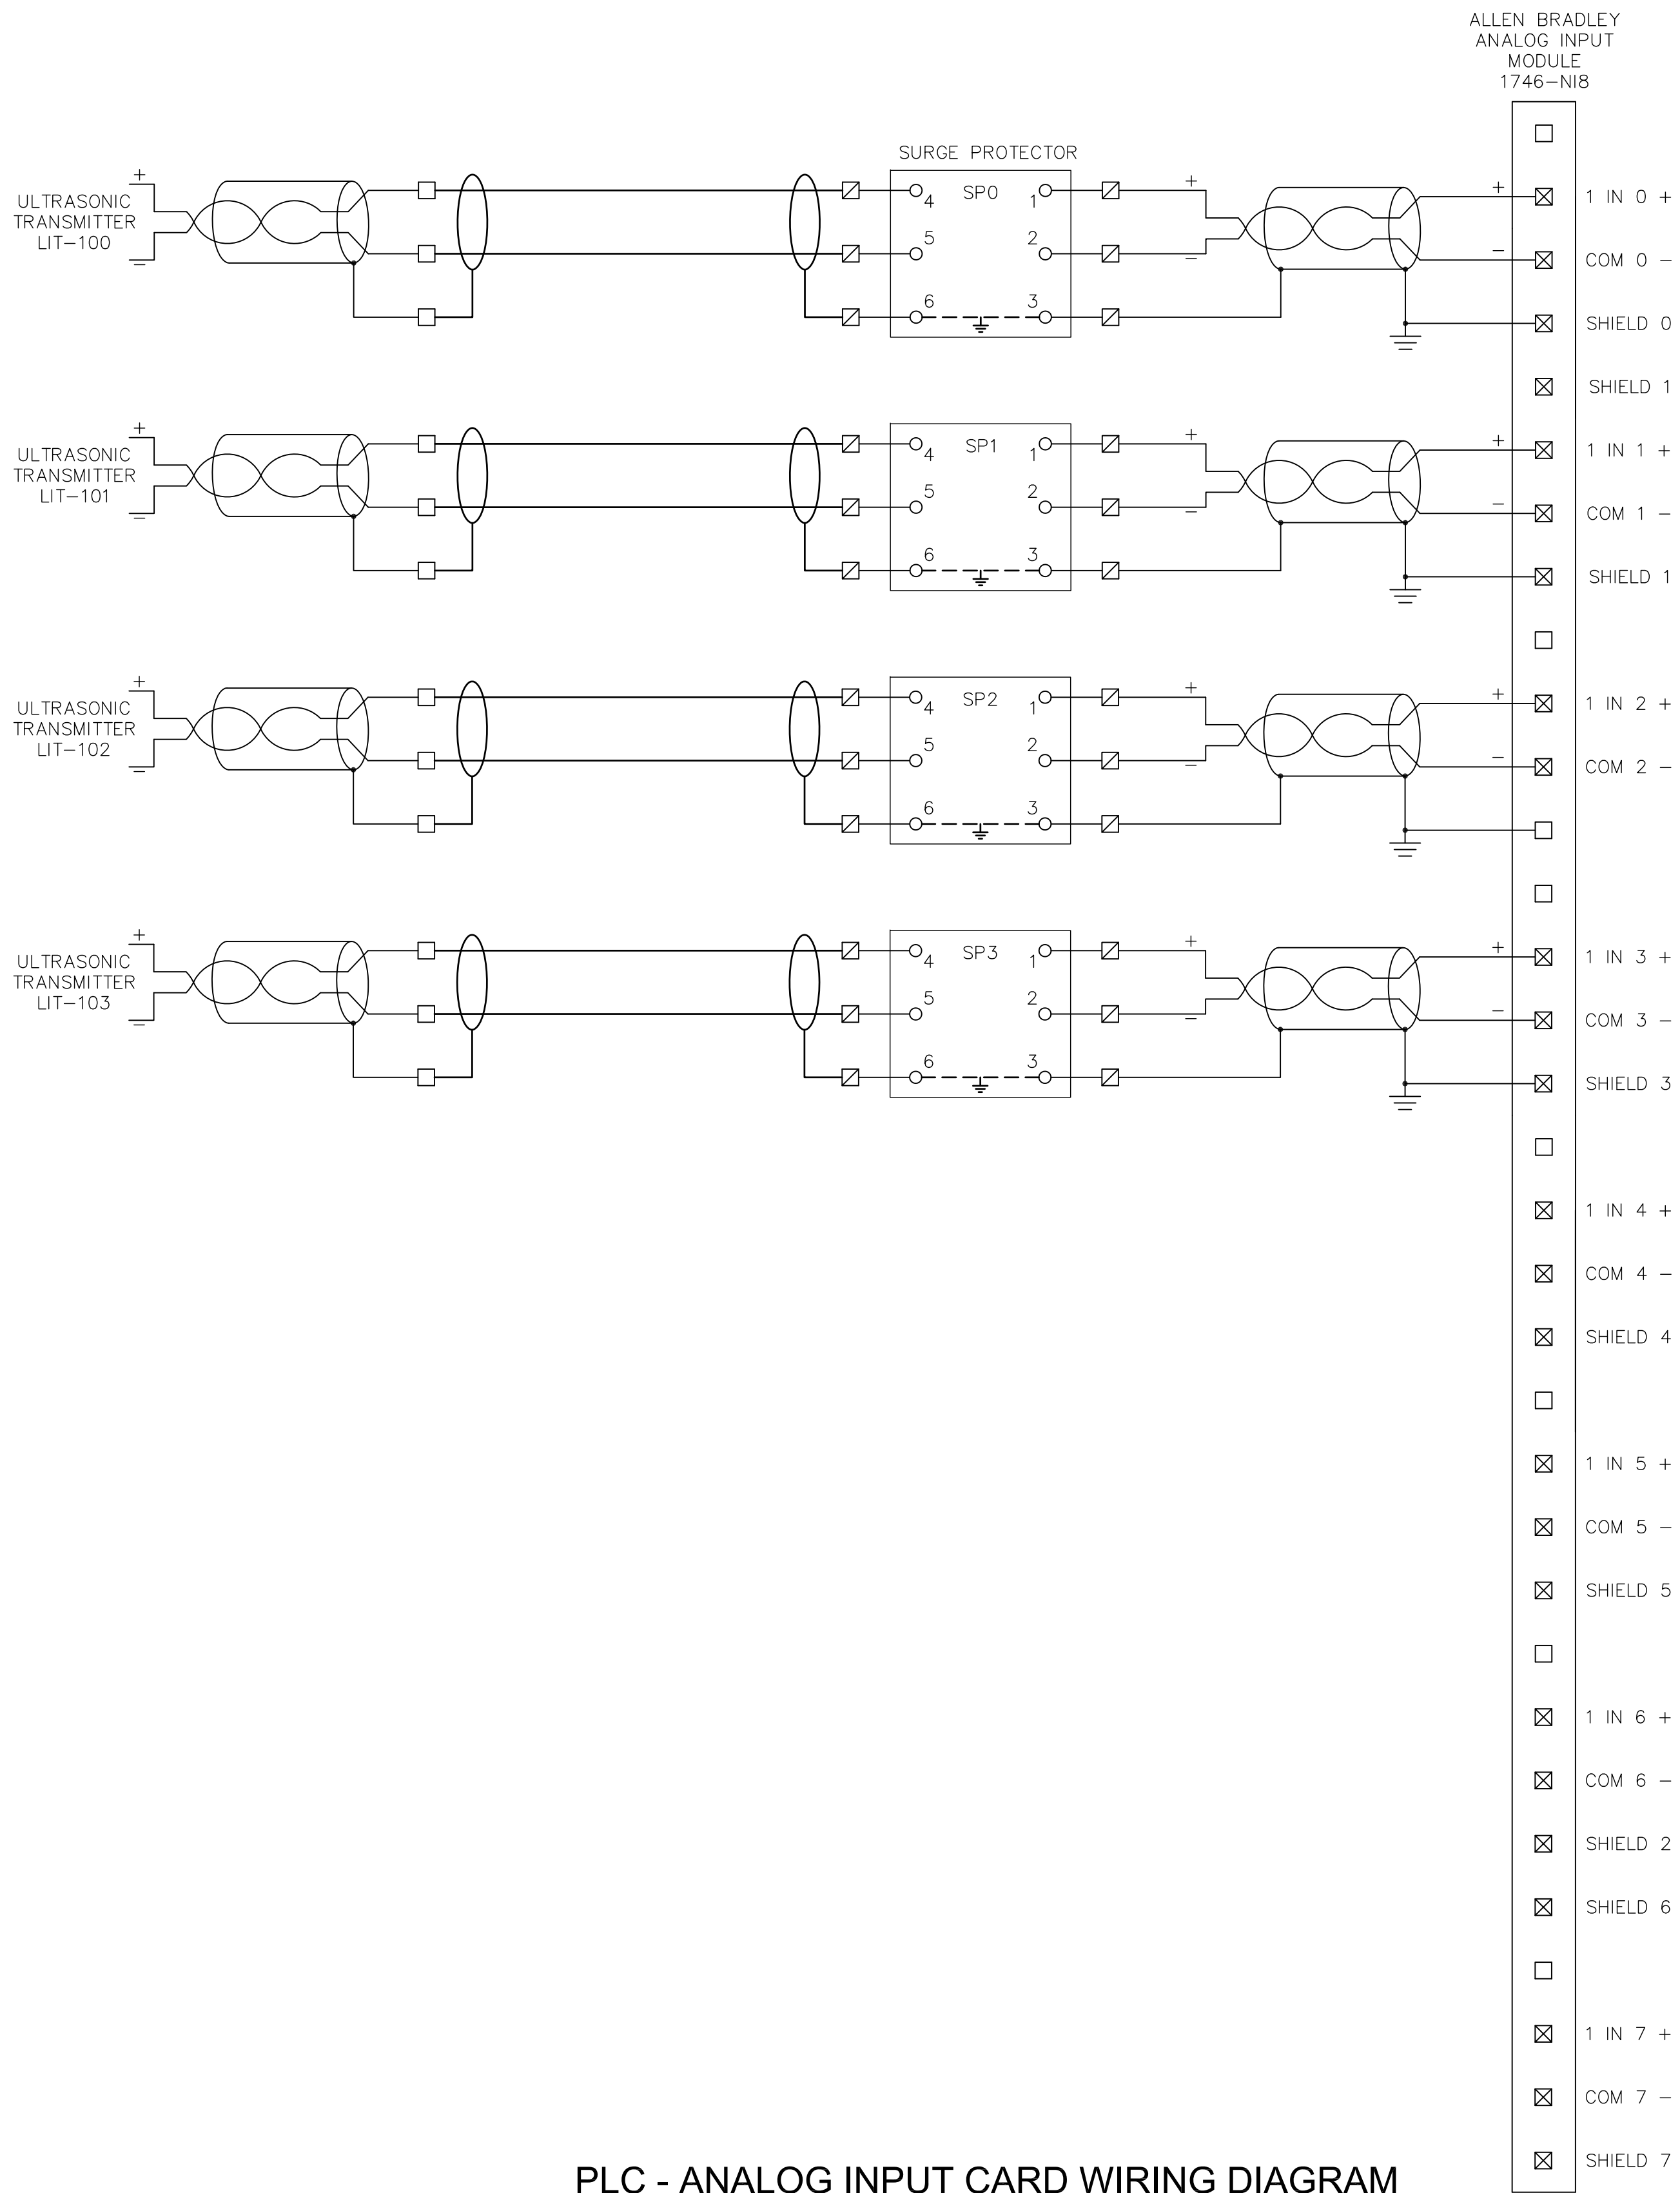 ALLEN BRADLEY
ANALOG INPUT
MODULE
1746-NI8
SURGE PROTECTOR
+
ULTRASONIC
TRANSMITTER
LIT-100
-
4
5
6
SP0
1
2
3
+
-
+
-
1 IN 0 +
COM 0 -
SHIELD 0
SHIELD 1
+
ULTRASONIC
TRANSMITTER
LIT-101
-
4
5
6
SP1
1
2
3
+
-
+
-
1 IN 1 +
COM 1 -
SHIELD 1
+
ULTRASONIC
TRANSMITTER
LIT-102
-
4
5
6
SP2
1
2
3
+
-
+
-
1 IN 2 +
COM 2 -
+
ULTRASONIC
TRANSMITTER
LIT-103
-
4
5
6
SP3
1
2
3
+
-
+
-
1 IN 3 +
COM 3 -
SHIELD 3
1 IN 4 +
COM 4 -
SHIELD 4
1 IN 5 +
COM 5 -
SHIELD 5
1 IN 6 +
COM 6 -
SHIELD 2
SHIELD 6
1 IN 7 +
COM 7 -
SHIELD 7
PLC - ANALOG INPUT CARD WIRING DIAGRAM